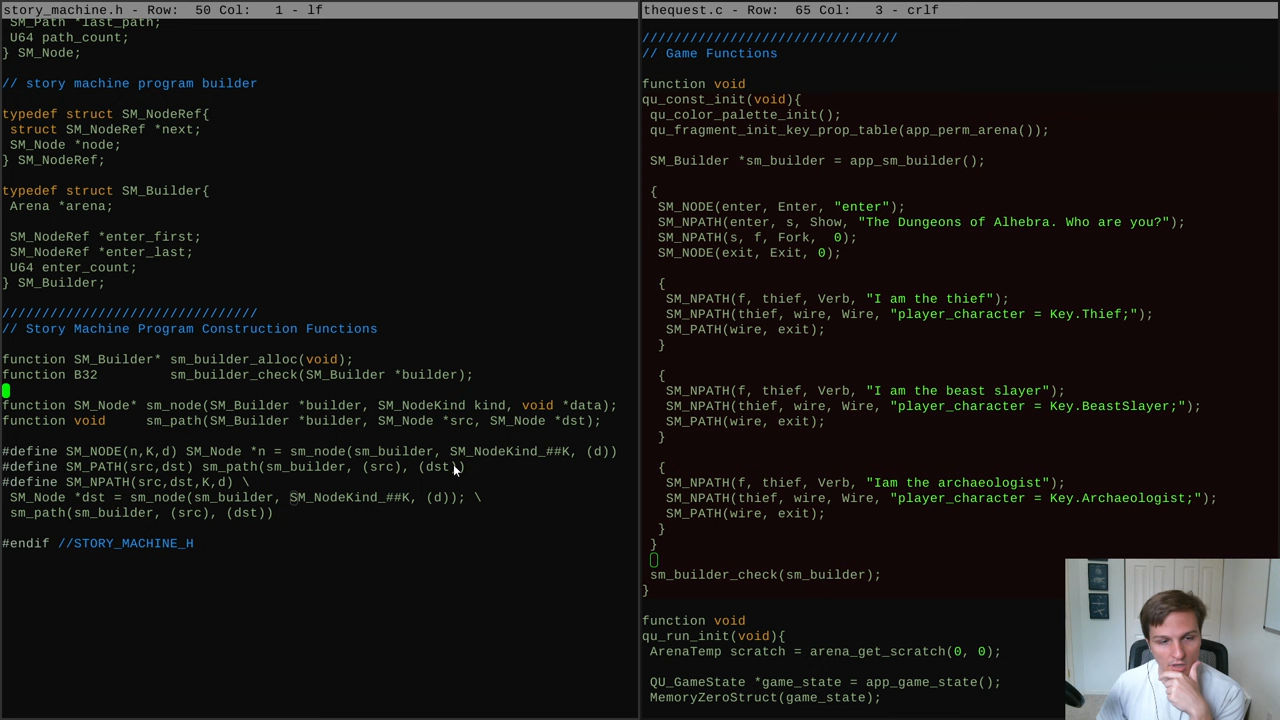 story_machine.h - Row:  50 Col:   1 - lf
 SM_Path *last_path;
 U64 path_count;
} SM_Node;
// story machine program builder
typedef struct SM_NodeRef{
 struct SM_NodeRef *next;
 SM_Node *node;
} SM_NodeRef;
typedef struct SM_Builder{
 Arena *arena;
 SM_NodeRef *enter_first;
 SM_NodeRef *enter_last;
 U64 enter_count;
} SM_Builder;
////////////////////////////////
// Story Machine Program Construction Functions
function SM_Builder* sm_builder_alloc(void);
function B32         sm_builder_check(SM_Builder *builder);
function SM_Node* sm_node(SM_Builder *builder, SM_NodeKind kind, void *data);
function void     sm_path(SM_Builder *builder, SM_Node *src, SM_Node *dst);
#define SM_NODE(n,K,d) SM_Node *n = sm_node(sm_builder, SM_NodeKind_##K, (d))
#define SM_PATH(src,dst) sm_path(sm_builder, (src), (dst))
#define SM_NPATH(src,dst,K,d) \
 SM_Node *dst = sm_node(sm_builder, SM_NodeKind_##K, (d)); \
 sm_path(sm_builder, (src), (dst))
#endif //STORY_MACHINE_H
thequest.c - Row:  65 Col:   3 - crlf
////////////////////////////////
// Game Functions
function void
qu_const_init(void){
 qu_color_palette_init();
 qu_fragment_init_key_prop_table(app_perm_arena());
 SM_Builder *sm_builder = app_sm_builder();
 {
  SM_NODE(enter, Enter, "enter");
  SM_NPATH(enter, s, Show, "The Dungeons of Alhebra. Who are you?");
  SM_NPATH(s, f, Fork,  0);
  SM_NODE(exit, Exit, 0);
  {
   SM_NPATH(f, thief, Verb, "I am the thief");
   SM_NPATH(thief, wire, Wire, "player_character = Key.Thief;");
   SM_PATH(wire, exit);
  }
  {
   SM_NPATH(f, thief, Verb, "I am the beast slayer");
   SM_NPATH(thief, wire, Wire, "player_character = Key.BeastSlayer;");
   SM_PATH(wire, exit);
  }
  {
   SM_NPATH(f, thief, Verb, "Iam the archaeologist");
   SM_NPATH(thief, wire, Wire, "player_character = Key.Archaeologist;");
   SM_PATH(wire, exit);
  }
 }
 sm_builder_check(sm_builder);
}
function void
qu_run_init(void){
 ArenaTemp scratch = arena_get_scratch(0, 0);
 QU_GameState *game_state = app_game_state();
 MemoryZeroStruct(game_state);